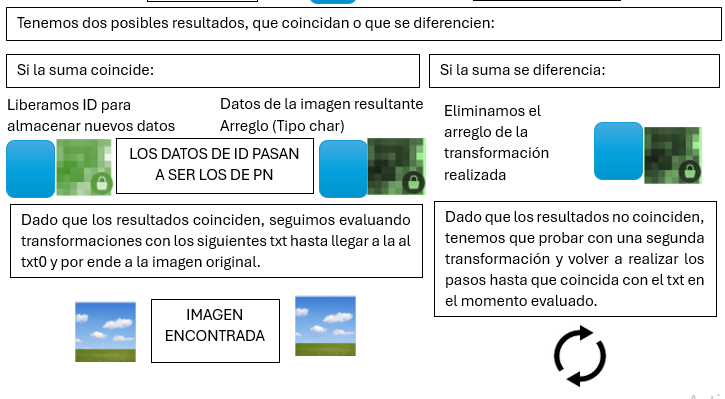 Tenemos dos posibles resultados, que coincidan o que se diferencien:
Si la suma coincide:
Liberamos ID para
almacenar nuevos datos
Datos de la imagen resultante
Arreglo (Tipo char)
LOS DATOS DE ID PASAN
A SER LOS DE PN
Dado que los resultados coinciden, seguimos evaluando
transformaciones con los siguientes txt hasta llegar a la al
txt0 y por ende a la imagen original.
IMAGEN
ENCONTRADA
Si la suma se diferencia:
Eliminamos el
arreglo de la
transformación
realizada
Dado que los resultados no coinciden,
tenemos que probar con una segunda
transformación y volver a realizar los
pasos hasta que coincida con el txt en
el momento evaluado.